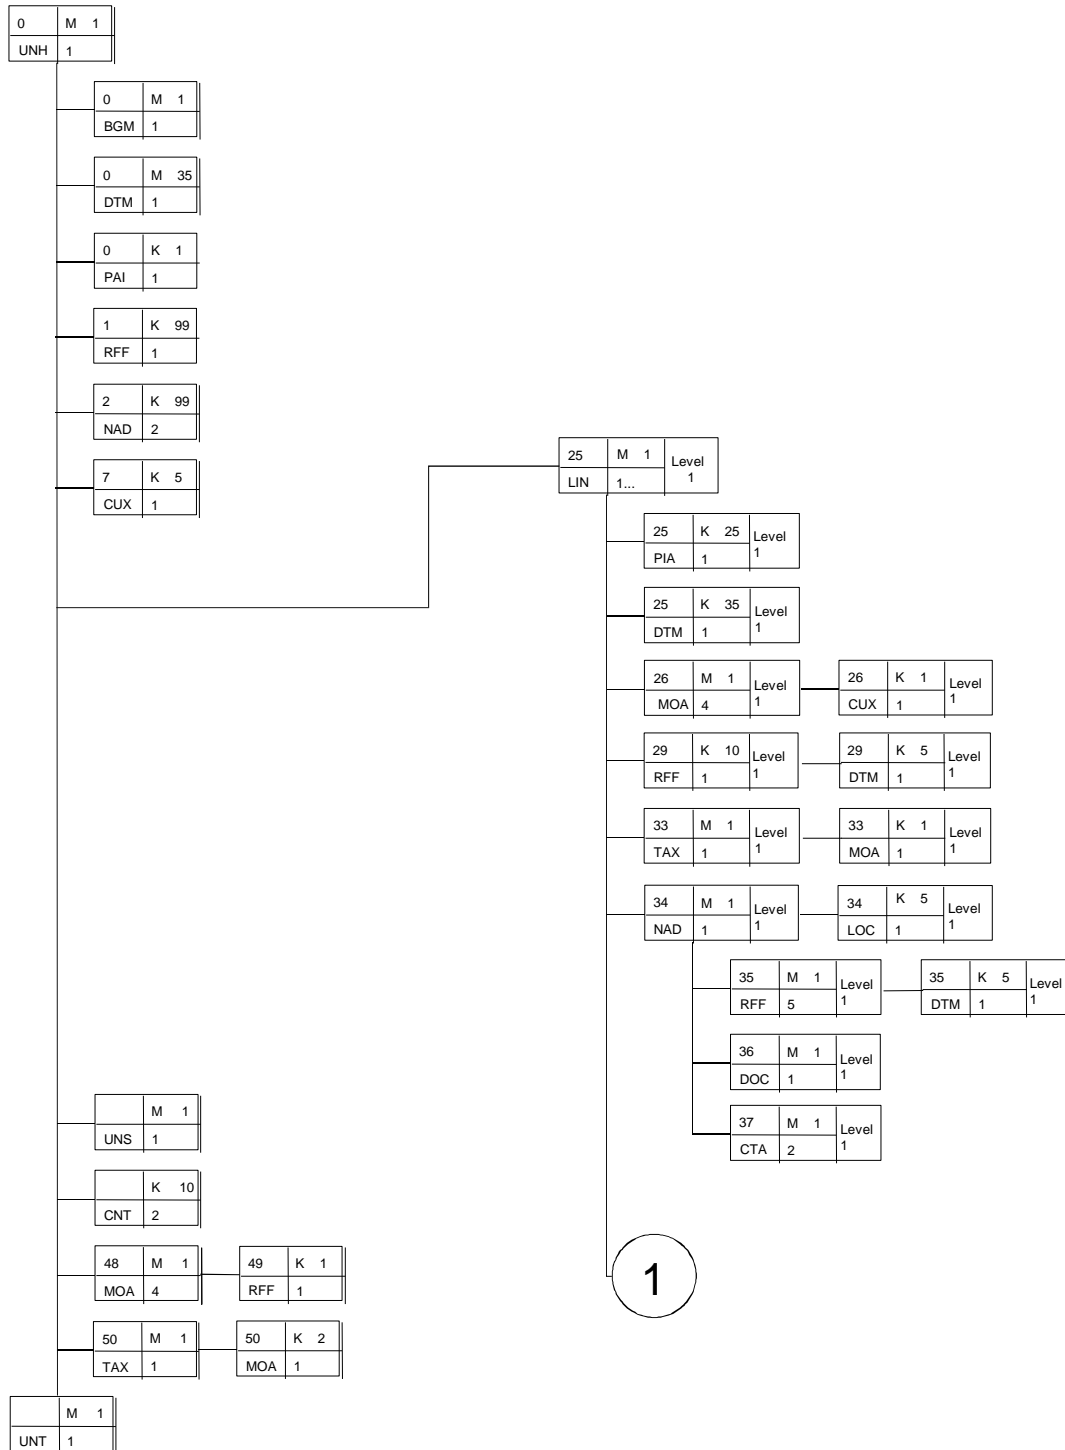 0 M 1
UNH 1
0 M 1
BGM 1
0 M 35
DTM 1
0 K 1
PAI 1
1 K 99
RFF 1
2 K 99
NAD 2
7 K 5
CUX 1
25 M 1 Level
LIN 1... 1
25 K 25 Level
PIA 1 1
25 K 35 Level
DTM 1 1
26 M 1 Level
MOA 4 1
26 K 1 Level
CUX 1 1
29 K 10 Level
RFF 1 1
29 K 5 Level
DTM 1 1
33 M 1 Level
TAX 1 1
33 K 1 Level
MOA 1 1
34 M 1 Level
NAD 1 1
34 K 5 Level
LOC 1 1
35 M 1 Level
RFF 5 1
35 K 5 Level
DTM 1 1
36 M 1 Level
DOC 1 1
37 M 1 Level
CTA 2 1
1
M 1
UNS 1
K 10
CNT 2
48 M 1
MOA 4
49 K 1
RFF 1
50 M 1
TAX 1
50 K 2
MOA 1
M 1
UNT 1